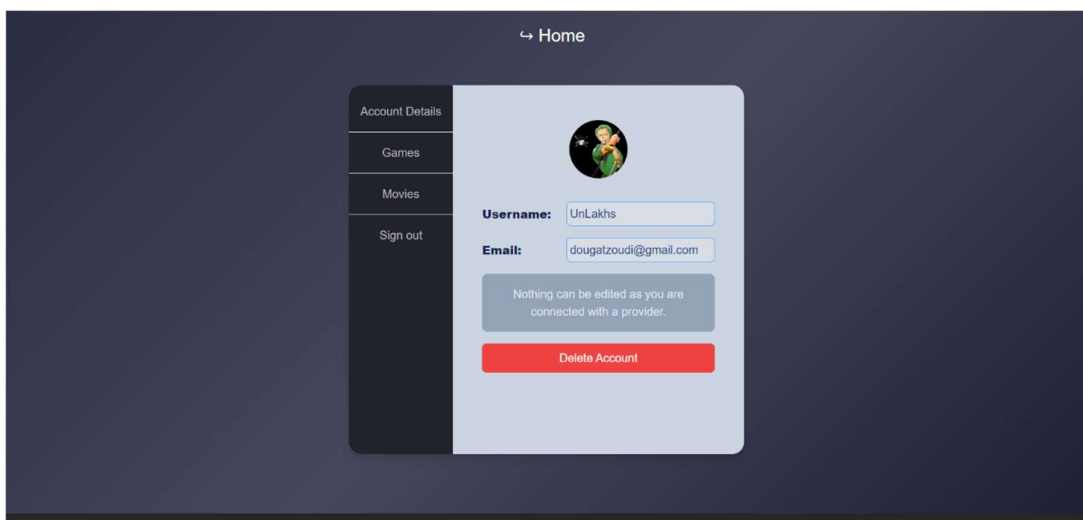 ↪ Home
Account Details
Games
Movies
Sign out
Username: UnLakhs
Email: dougatzoudi@gmail.com
Nothing can be edited as you are
connected with a provider.
Delete Account